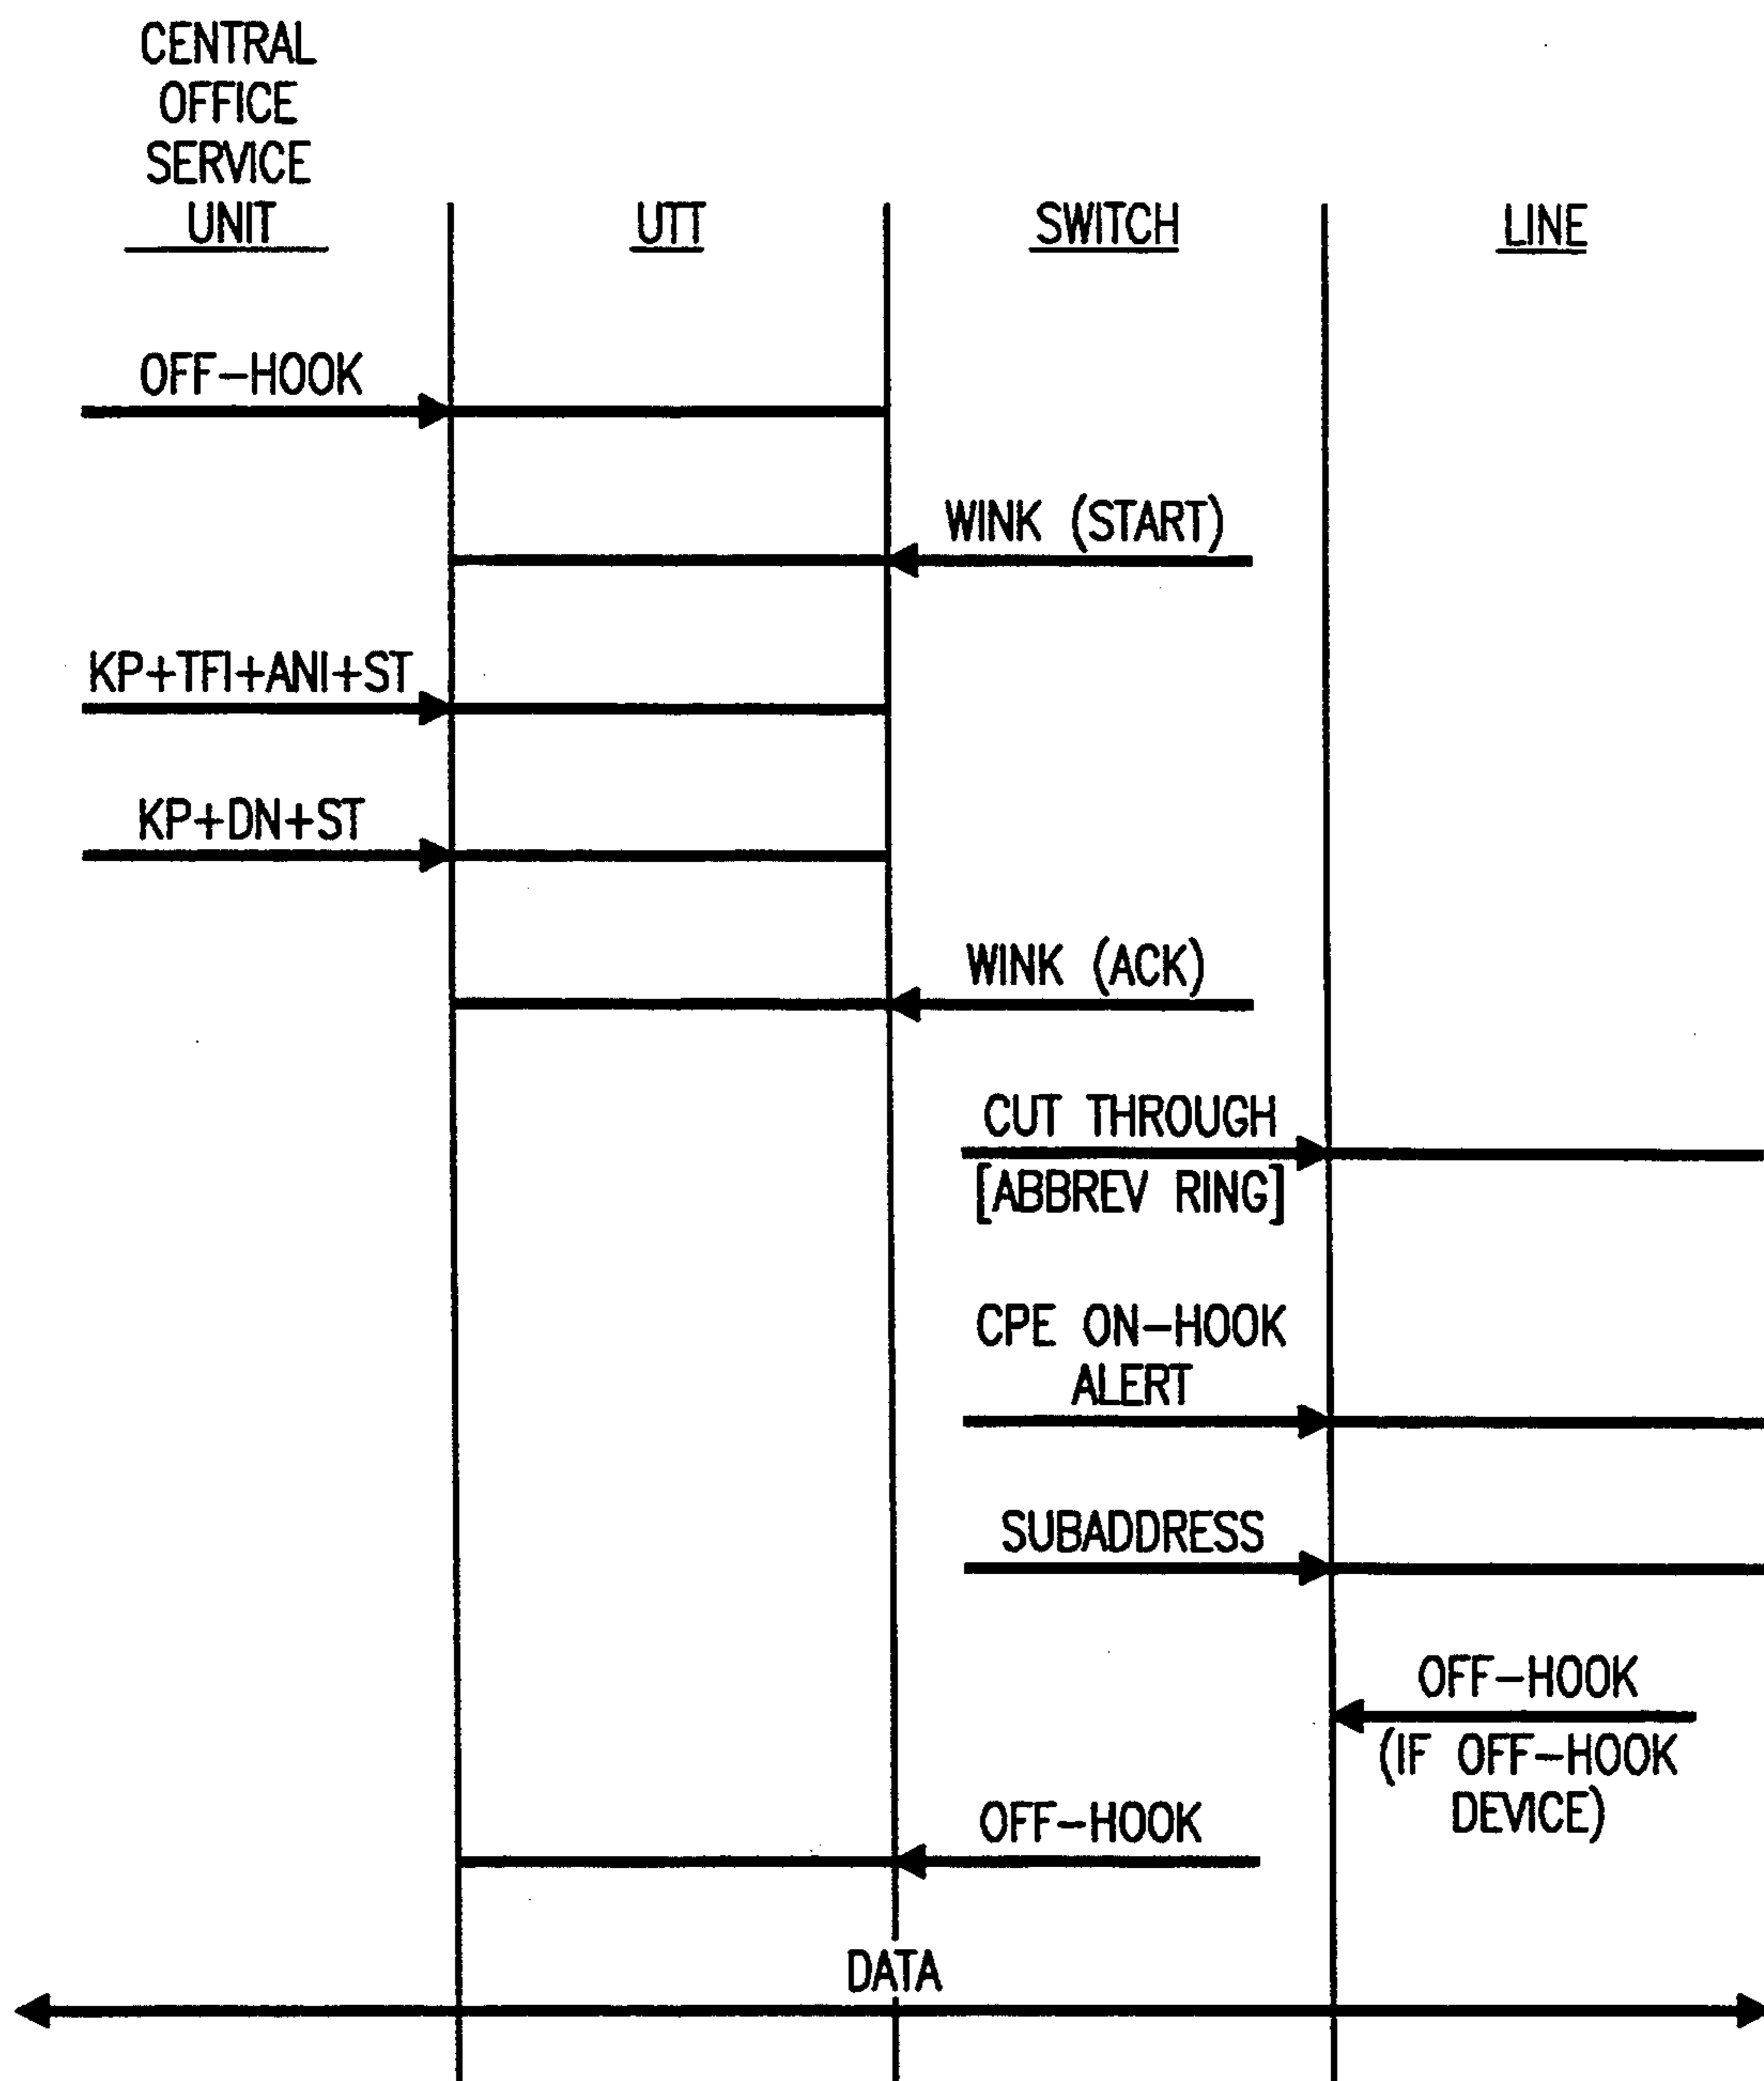 CENTRAL
OFFICE
SERVICE
UNIT
UTT
SWITCH
LINE
OFF-HOOK
WINK (START)
KP+TFI+ANI+ST
KP+DN+ST
WINK (ACK)
CUT THROUGH
[ABBREV RING]
CPE ON-HOOK
ALERT
SUBADDRESS
OFF-HOOK
(IF OFF-HOOK
DEVICE)
OFF-HOOK
DATA